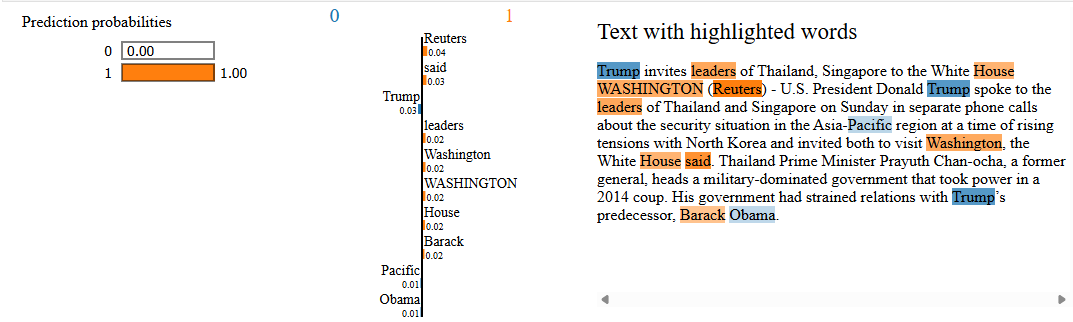 Prediction probabilities
0 0.00
1 1.00
0 1
Reuters
0.04
said
0.03
Trump
0.03
leaders
0.02
Washington
0.02
WASHINGTON
0.02
House
0.02
Barack
0.02
Pacific
0.01
Obama
0.01
Text with highlighted words
Trump invites leaders of Thailand, Singapore to the White House
WASHINGTON (Reuters) - U.S. President Donald Trump spoke to the
leaders of Thailand and Singapore on Sunday in separate phone calls
about the security situation in the Asia-Pacific region at a time of rising
tensions with North Korea and invited both to visit Washington, the
White House said. Thailand Prime Minister Prayuth Chan-ocha, a former
general, heads a military-dominated government that took power in a
2014 coup. His government had strained relations with Trump’s
predecessor, Barack Obama.